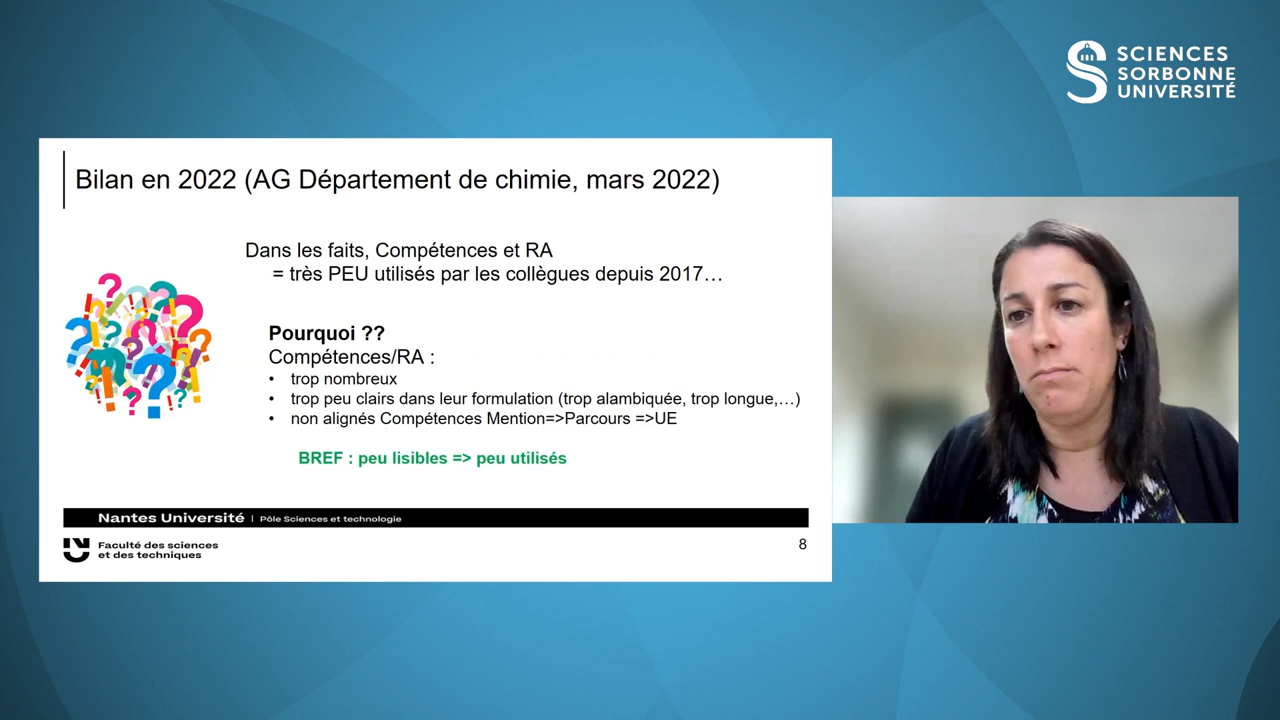 SCIENCES
SORBONNE
UNIVERSITÉ
Bilan en 2022 (AG Département de chimie, mars 2022)
Dans les faits, Compétences et RA
= très PEU utilisés par les collègues depuis 2017…
Pourquoi ??
Compétences/RA :
• trop nombreux
• trop peu clairs dans leur formulation (trop alambiquée, trop longue,…)
• non alignés Compétences Mention=>Parcours =>UE
BREF : peu lisibles => peu utilisés
Nantes Université | Pôle Sciences et technologie
Faculté des sciences
et des techniques
8